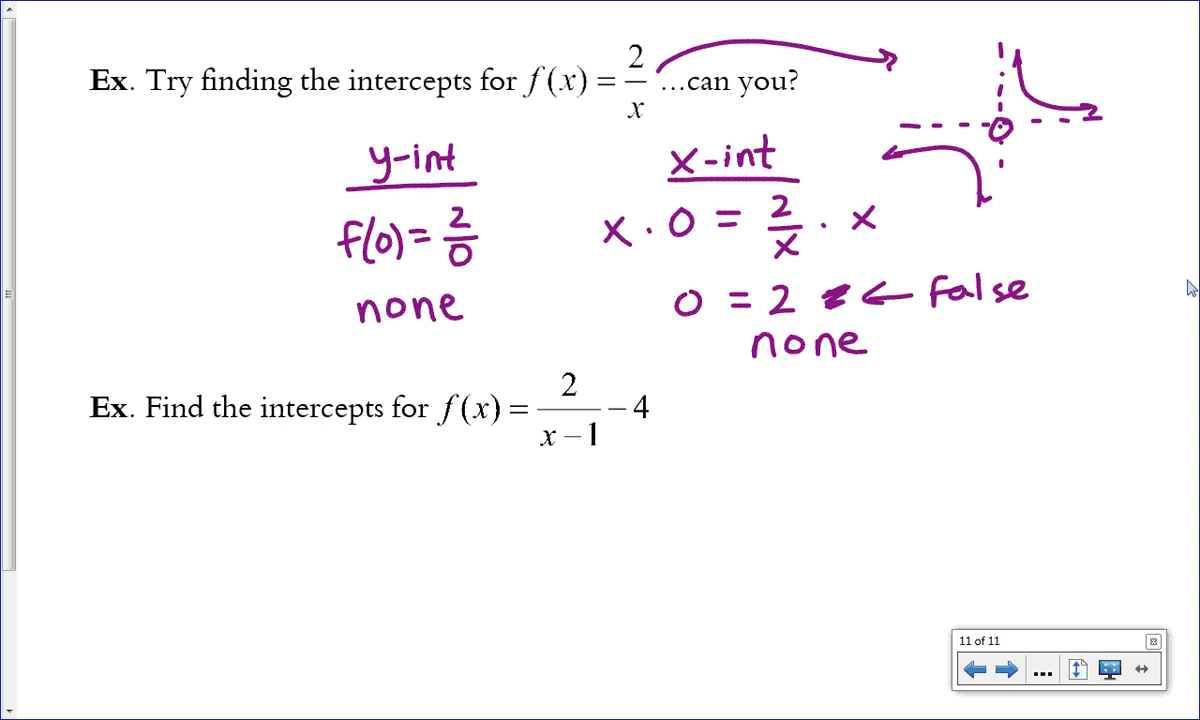 Ex. Try finding the intercepts for f(x) = 2/x ...can you?
y-int
x-int
f(0) = 2/0
x · 0 = 2/x · x
none
0 = 2 ← False
none
Ex. Find the intercepts for f(x) = 2/(x − 1) − 4
11 of 11